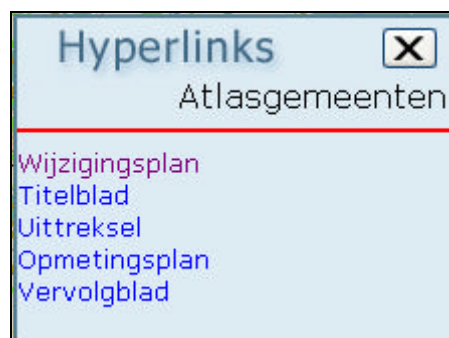 Hyperlinks
Atlasgemeenten
Wijzigingsplan
Titelblad
Uittreksel
Opmetingsplan
Vervolgblad